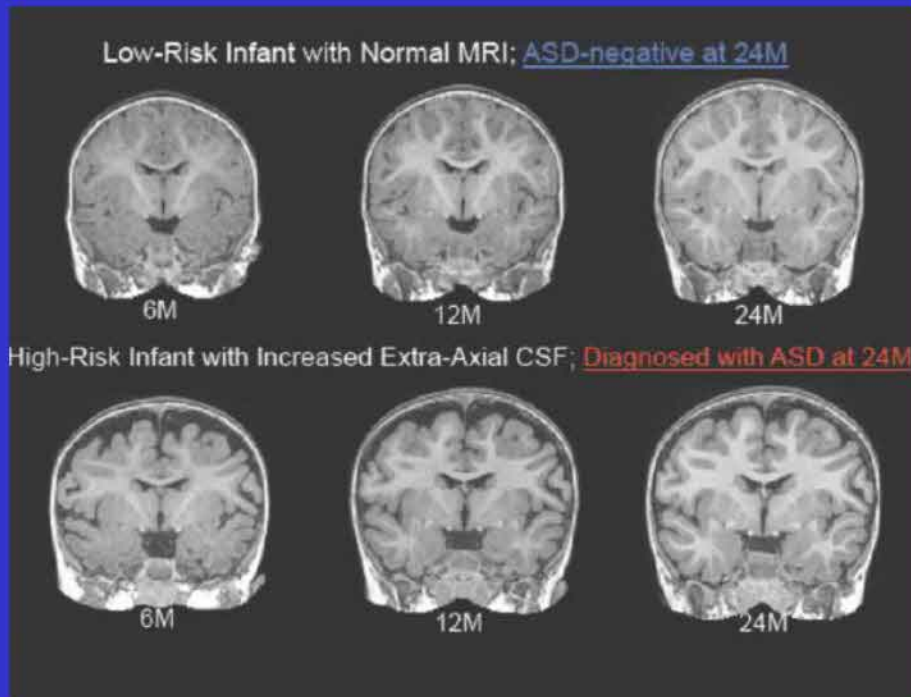 Low-Risk Infant with Normal MRI; ASD-negative at 24M
6M 12M 24M
High-Risk Infant with Increased Extra-Axial CSF; Diagnosed with ASD at 24M
6M 12M 24M